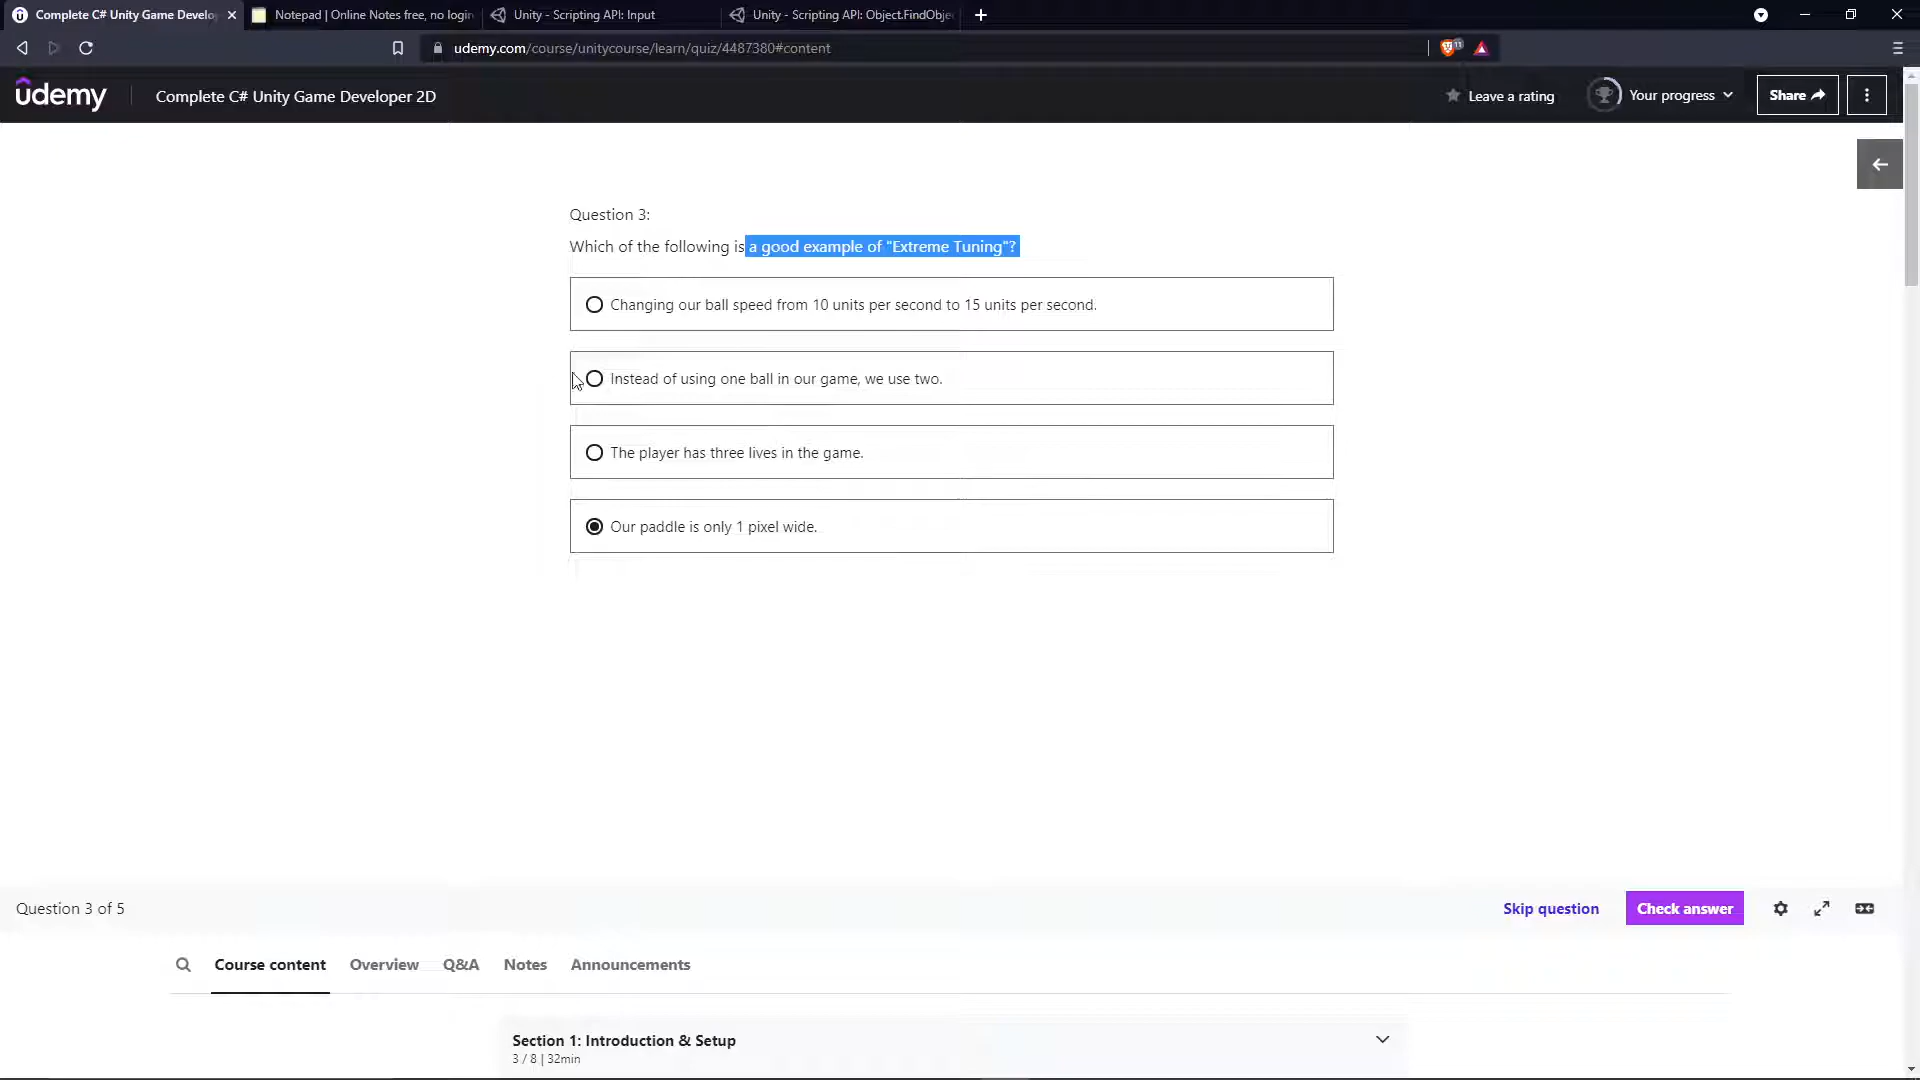 Complete C# Unity Game Develo
Notepad | Online Notes free, no login
Unity - Scripting API: Input
Unity - Scripting API: Object.FindObje
udemy.com/course/unitycourse/learn/quiz/4487380#content
11
udemy
Complete C# Unity Game Developer 2D
Leave a rating
Your progress
Share
Question 3:
Which of the following is a good example of "Extreme Tuning"?
Changing our ball speed from 10 units per second to 15 units per second.
Instead of using one ball in our game, we use two.
The player has three lives in the game.
Our paddle is only 1 pixel wide.
Question 3 of 5
Skip question
Check answer
Course content
Overview
Q&A
Notes
Announcements
Section 1: Introduction & Setup
3 / 8 | 32min